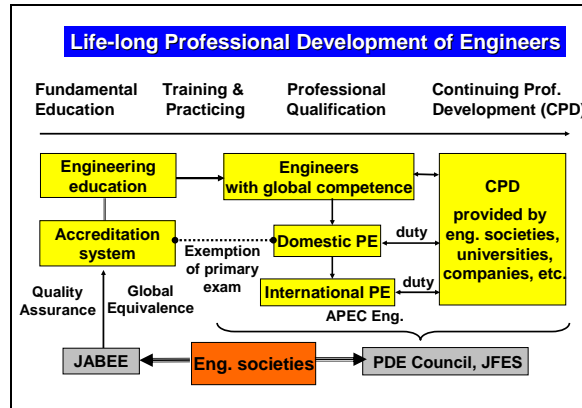 Life-long Professional Development of Engineers
Fundamental Education
Training & Practicing
Professional Qualification
Continuing Prof. Development (CPD)
Engineering
education
Engineers
with global competence
CPD
provided by
eng. societies,
universities,
companies, etc.
Accreditation
system
Exemption
of primary
exam
Domestic PE
duty
International PE
duty
APEC Eng.
Quality
Assurance
Global
Equivalence
JABEE
Eng. societies
PDE Council, JFES